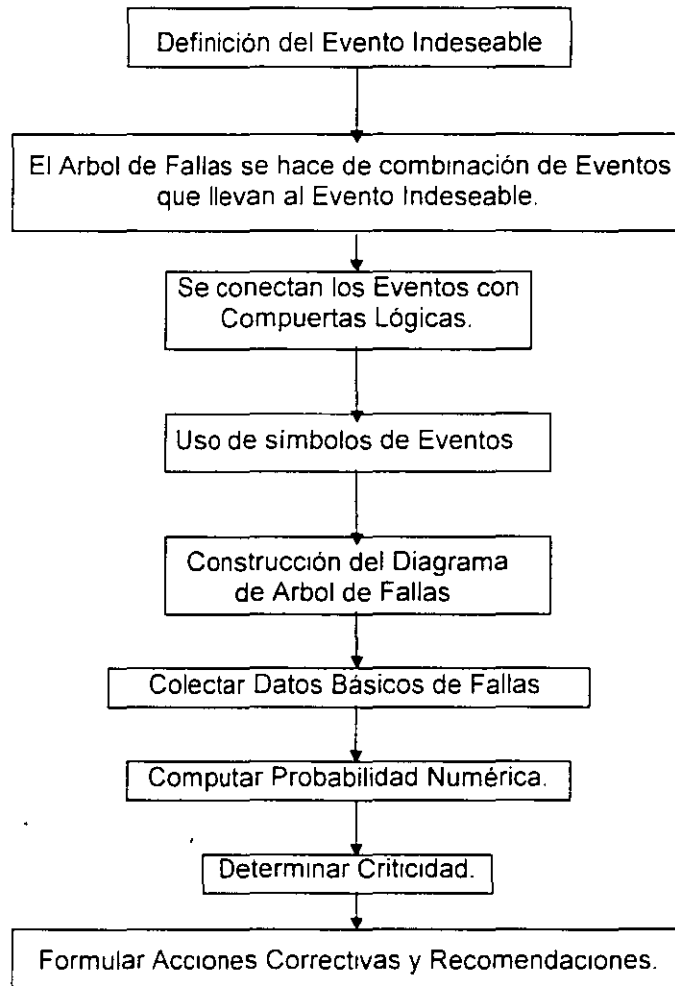 Definición del Evento Indeseable
El Arbol de Fallas se hace de combinación de Eventos
que llevan al Evento Indeseable.
Se conectan los Eventos con
Compuertas Lógicas.
Uso de símbolos de Eventos
Construcción del Diagrama
de Arbol de Fallas
Colectar Datos Básicos de Fallas
Computar Probabilidad Numérica.
Determinar Criticidad.
Formular Acciones Correctivas y Recomendaciones.